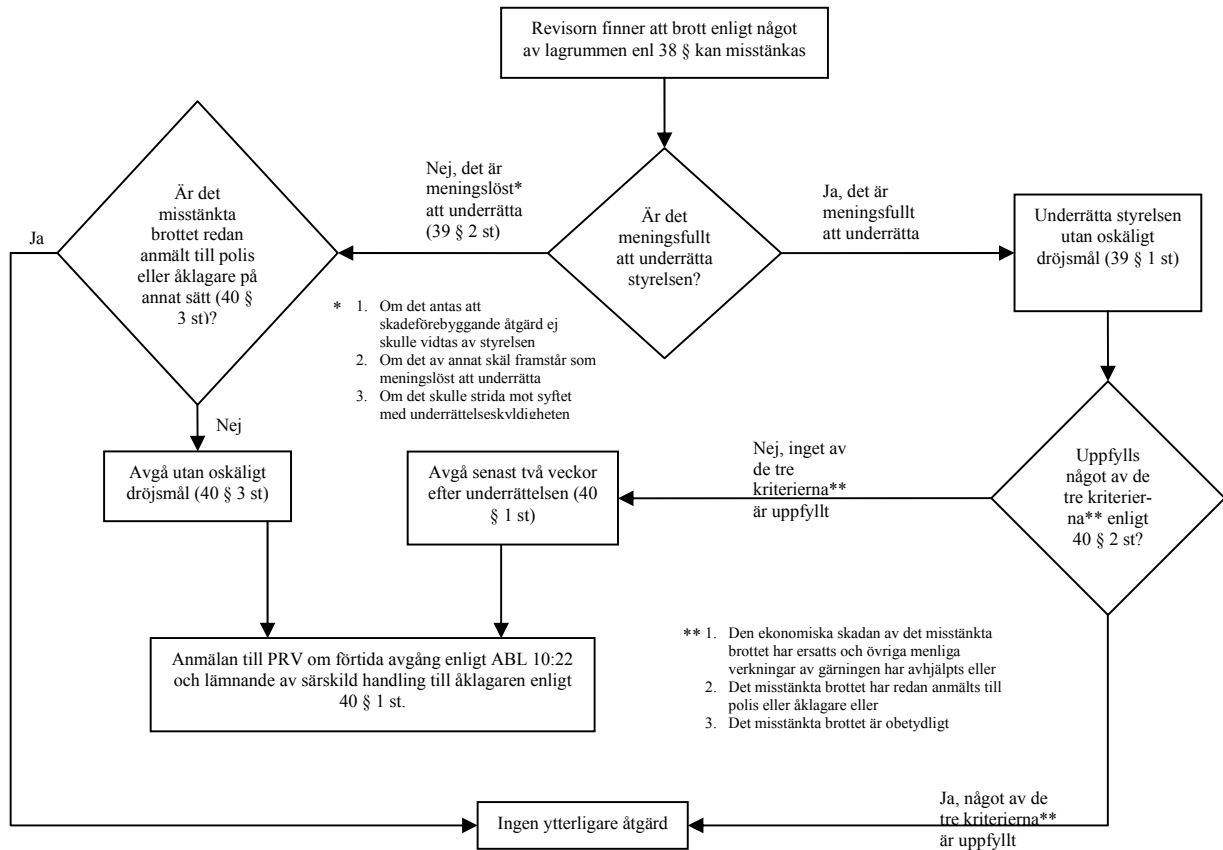 Revisorn finner att brott enligt något
av lagrummen enl 38 § kan misstänkas
Är det
meningsfullt
att underrätta
styrelsen?
Nej, det är
meningslöst*
att underrätta
(39 § 2 st)
Ja, det är
meningsfullt
att underrätta
Är det
misstänkta
brottet redan
anmält till polis
eller åklagare på
annat sätt (40 §
3 st)?
Ja
Nej
Underrätta styrelsen
utan oskäligt
dröjsmål (39 § 1 st)
* 1. Om det antas att
skadeförebyggande åtgärd ej
skulle vidtas av styrelsen
2. Om det av annat skäl framstår som
meningslöst att underrätta
3. Om det skulle strida mot syftet
med underrättelseskyldigheten
Avgå utan oskäligt
dröjsmål (40 § 3 st)
Avgå senast två veckor
efter underrättelsen (40
§ 1 st)
Nej, inget av
de tre
kriterierna**
är uppfyllt
Uppfylls
något av de
tre kriterier-
na** enligt
40 § 2 st?
Anmälan till PRV om förtida avgång enligt ABL 10:22
och lämnande av särskild handling till åklagaren enligt
40 § 1 st.
** 1. Den ekonomiska skadan av det misstänkta
brottet har ersatts och övriga menliga
verkningar av gärningen har avhjälpts eller
2. Det misstänkta brottet har redan anmälts till
polis eller åklagare eller
3. Det misstänkta brottet är obetydligt
Ingen ytterligare åtgärd
Ja, något av de
tre kriterierna**
är uppfyllt